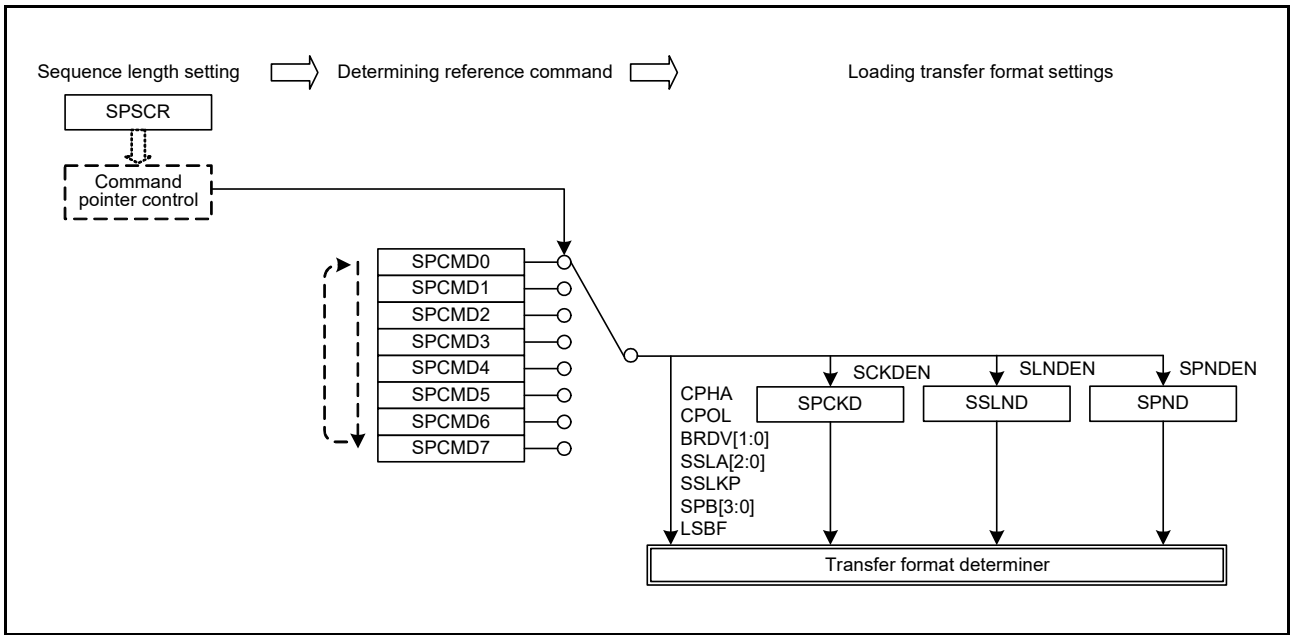 Sequence length setting
Determining reference command
Loading transfer format settings
SPSCR
Command
pointer control
SPCMD0
SPCMD1
SPCMD2
SPCMD3
SPCMD4
SPCMD5
SPCMD6
SPCMD7
CPHA
CPOL
BRDV[1:0]
SSLA[2:0]
SSLKP
SPB[3:0]
LSBF
SCKDEN
SPCKD
SLNDEN
SSLND
SPNDEN
SPND
Transfer format determiner